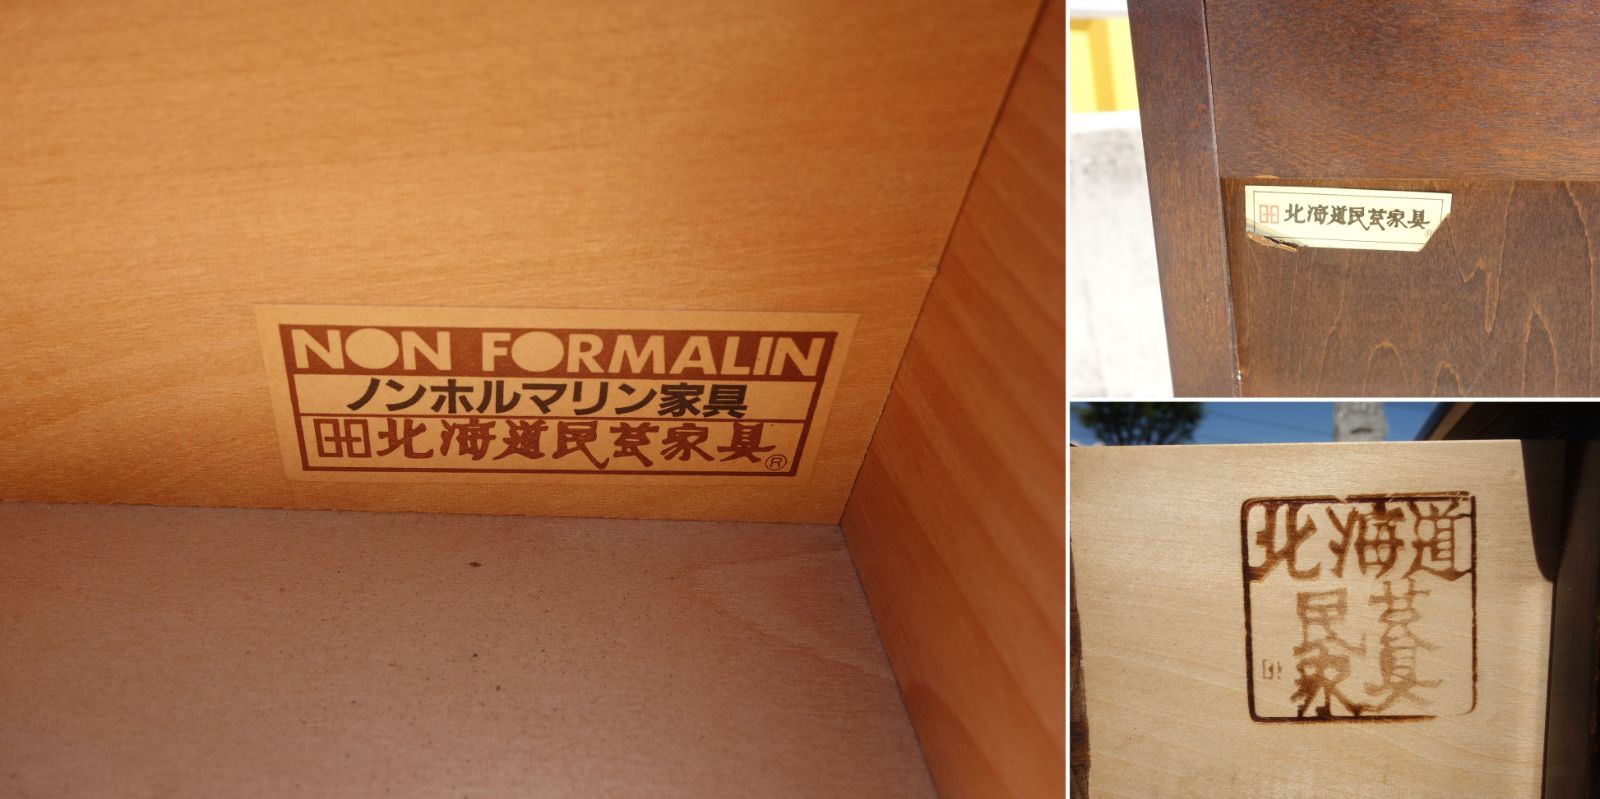 NON FORMALIN
ノンホルマリン家具
北海道民芸家具®
北海道民芸家具
®
北海道
民芸
家具